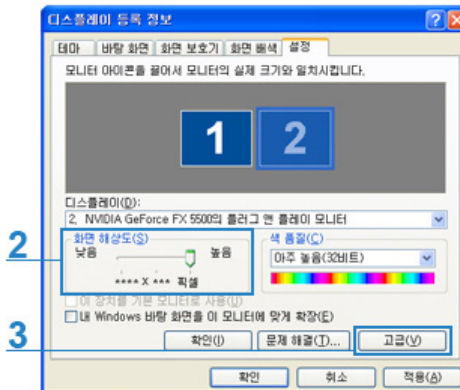 디스플레이 등록 정보
테마 바탕 화면 화면 보호기 화면 배색 설정
모니터 아이콘을 끌어서 모니터의 실제 크기와 일치시킵니다.
1 2
디스플레이(D):
2, NVIDIA GeForce FX 5500의 플러그 앤 플레이 모니터
2
화면 해상도(S)
낮음 높음
**** X *** 픽셀
색 품질(C)
아주 높음(32비트)
이 장치를 기본 모니터로 사용(U)
내 Windows 바탕 화면을 이 모니터에 맞게 확장(E)
3
확인(I) 문제 해결(T)... 고급(V)
확인 취소 적용(A)